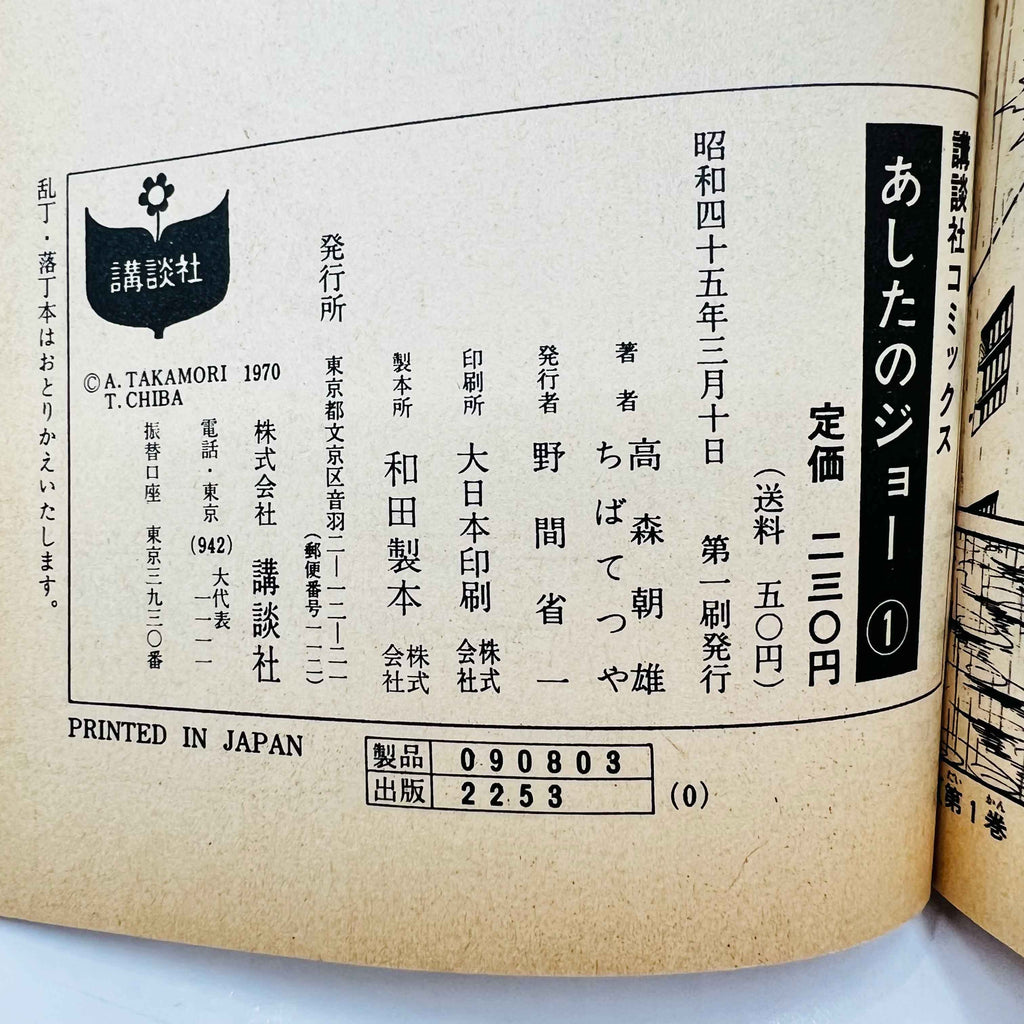 講談社コミックス
あしたのジョー ①
定価 二三〇円
(送料 五〇円)
昭和四十五年三月十日 第一刷発行
著者 高森朝雄
ちばてつや
発行者 野間省一
印刷所 大日本印刷 株式会社
製本所 和田製本 株式会社
発行所 東京都文京区音羽二—一二—二一
(郵便番号一一二)
株式会社 講談社
電話・東京(942)一一一一 大代表
振替口座 東京三九三〇番
講談社
©A. TAKAMORI 1970
T. CHIBA
乱丁・落丁本はおとりかえいたします。
PRINTED IN JAPAN
製品 090803
出版 2253 (0)
第1巻